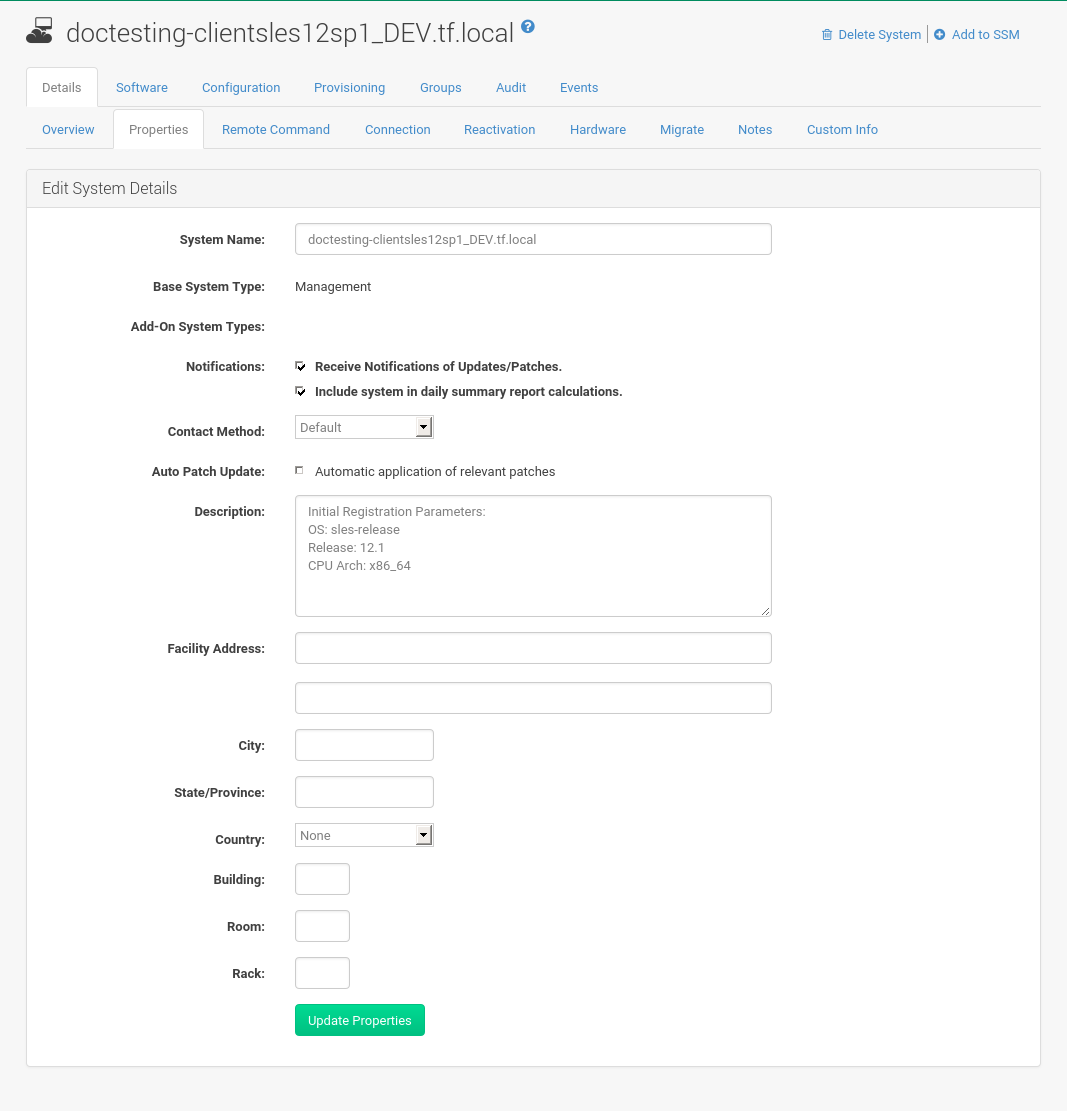 doctesting-clientsles12sp1_DEV.tf.local ?
Delete System Add to SSM
Details Software Configuration Provisioning Groups Audit Events
Overview Properties Remote Command Connection Reactivation Hardware Migrate Notes Custom Info
Edit System Details
System Name: doctesting-clientsles12sp1_DEV.tf.local
Base System Type: Management
Add-On System Types:
Notifications: Receive Notifications of Updates/Patches.
Include system in daily summary report calculations.
Contact Method: Default
Auto Patch Update: Automatic application of relevant patches
Description: Initial Registration Parameters:
OS: sles-release
Release: 12.1
CPU Arch: x86_64
Facility Address:
City:
State/Province:
Country: None
Building:
Room:
Rack:
Update Properties